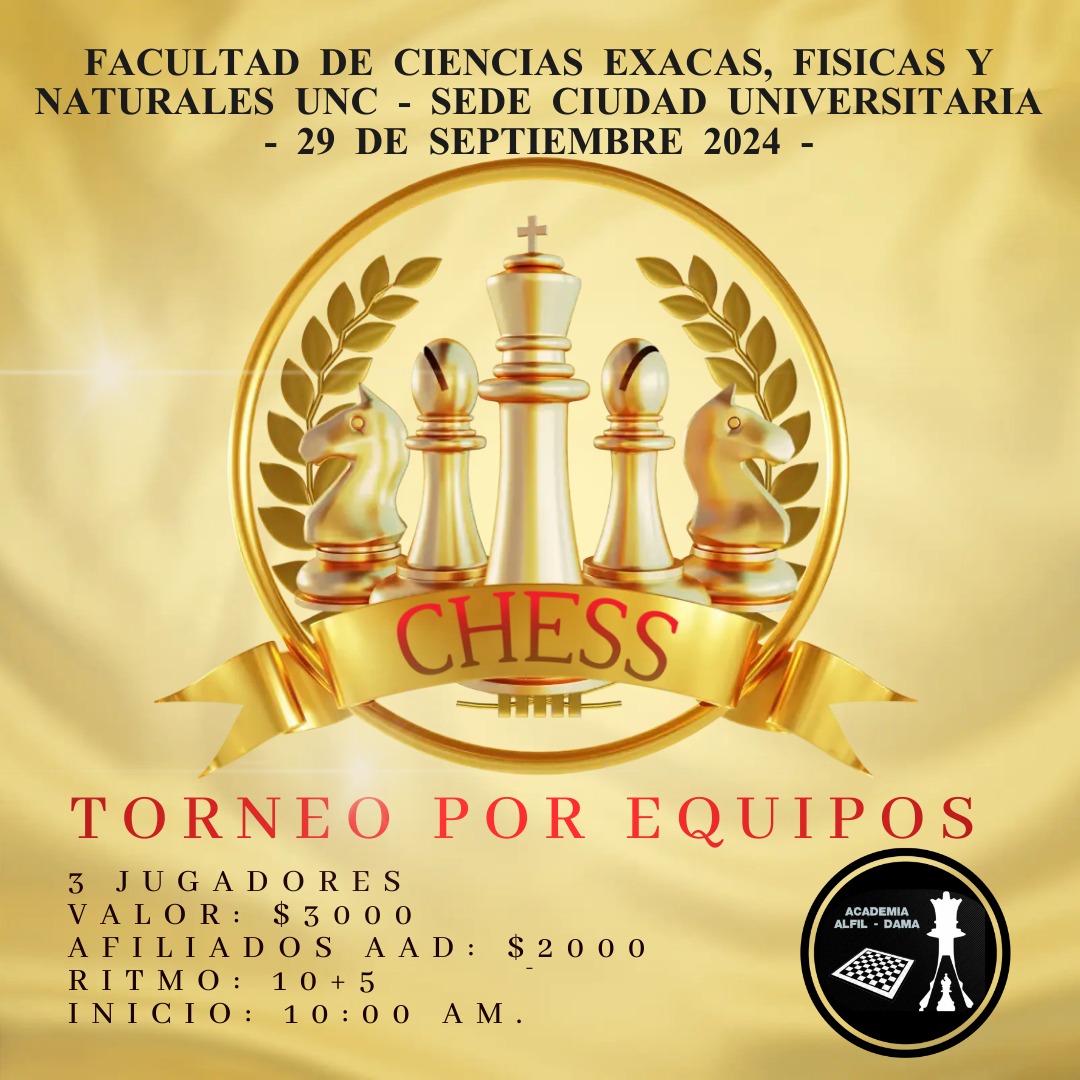 FACULTAD DE CIENCIAS EXACAS, FISICAS Y
NATURALES UNC - SEDE CIUDAD UNIVERSITARIA
- 29 DE SEPTIEMBRE 2024 -
CHESS
TORNEO POR EQUIPOS
3 JUGADORES
VALOR: $3000
AFILIADOS AAD: $2000
RITMO: 10+5
INICIO: 10:00 AM.
ACADEMIA
ALFIL - DAMA